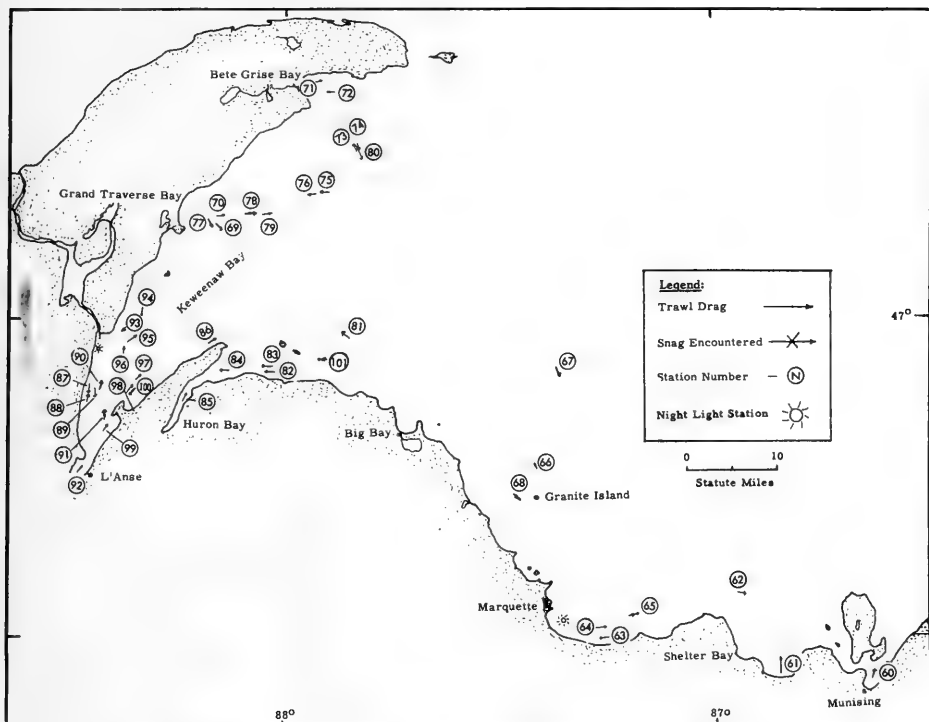 Bete Grise Bay
71
72
73
74
80
76
75
Grand Traverse Bay
70
78
77
69
79
Keweenaw Bay
Legend:
Trawl Drag
Snag Encountered
Station Number
N
Night Light Station
0 10
Statute Miles
47°
94
93
95
86
81
90
96
97
84
83
82
101
67
87
98
100
88
85
89
Huron Bay
Big Bay
91
99
92
L'Anse
66
68
Granite Island
62
Marquette
65
64
63
Shelter Bay
61
60
Munising
88°
87°